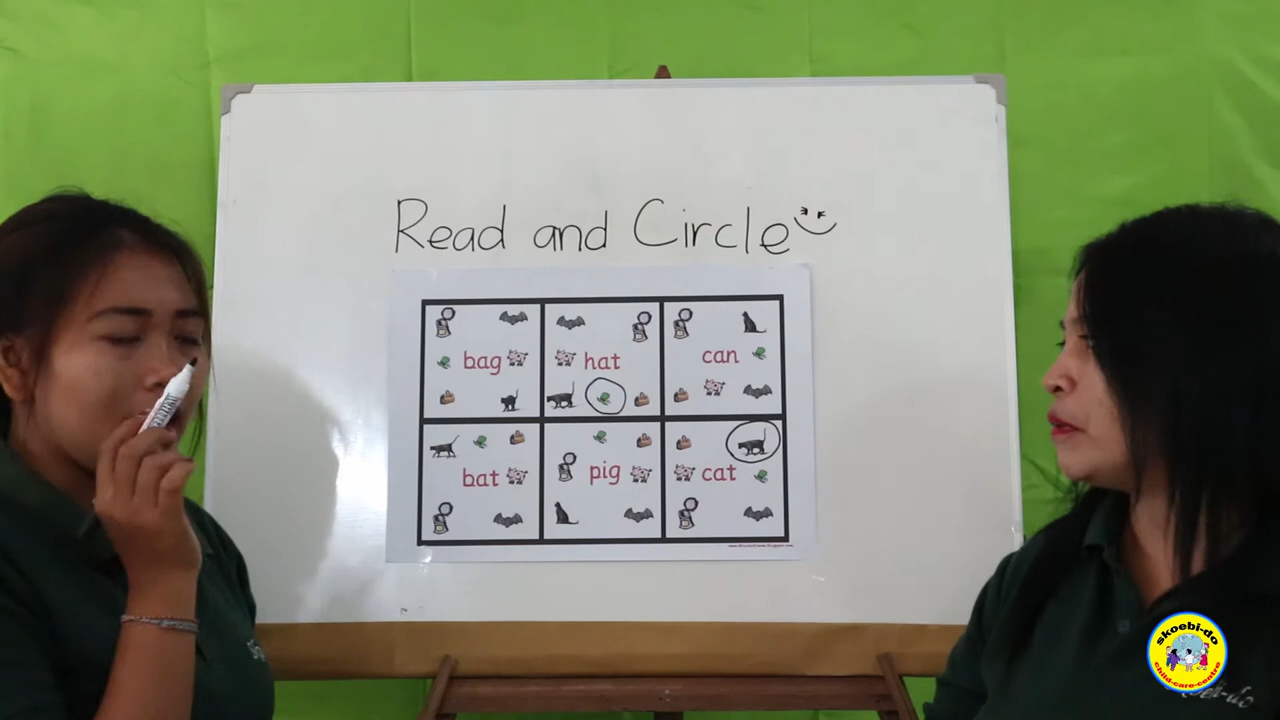 Read and Circle
bag
hat
can
bat
pig
cat
skoebi-do
child-care-centre